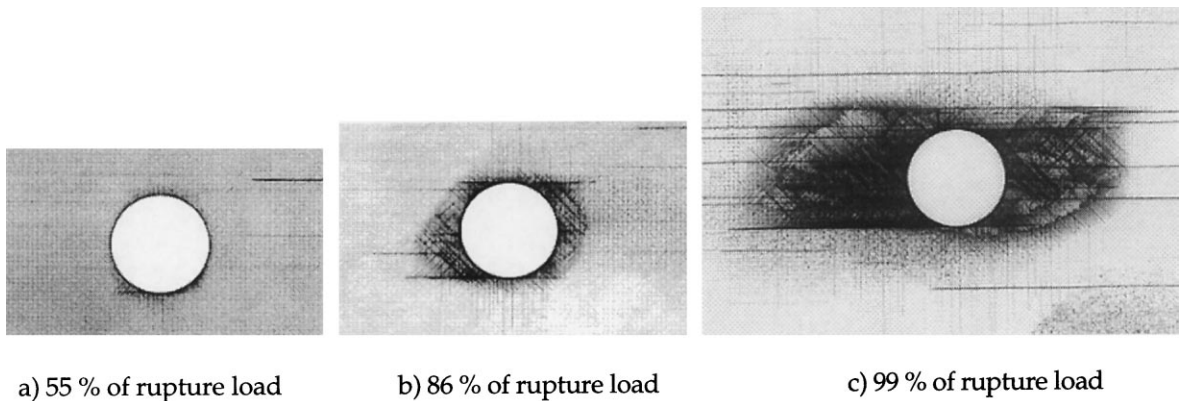 a) 55 % of rupture load
b) 86 % of rupture load
c) 99 % of rupture load